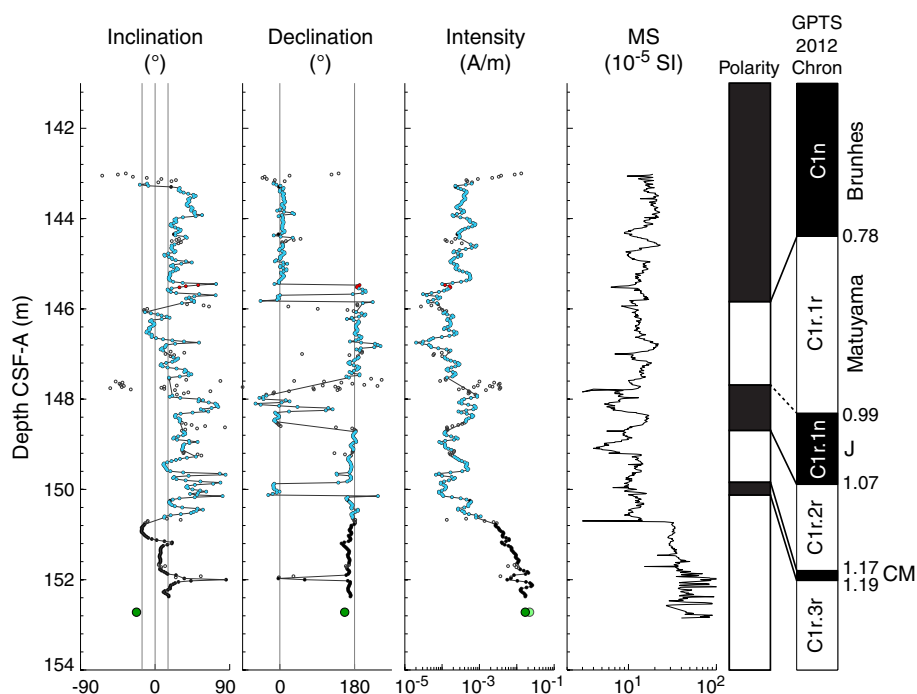 Inclination
(°)
Declination
(°)
Intensity
(A/m)
MS
(10⁻⁵ SI)
Polarity
GPTS
2012
Chron
Depth CSF-A (m)
142
144
146
148
150
152
154
-90
0
90
0
180
10⁻⁵
10⁻³
10⁻¹
10¹
10²
C1n
C1r.1r
C1r.1n
C1r.2r
C1r.3r
0.78
0.99
1.07
1.17
1.19
Brunhes
Matuyama
J
CM